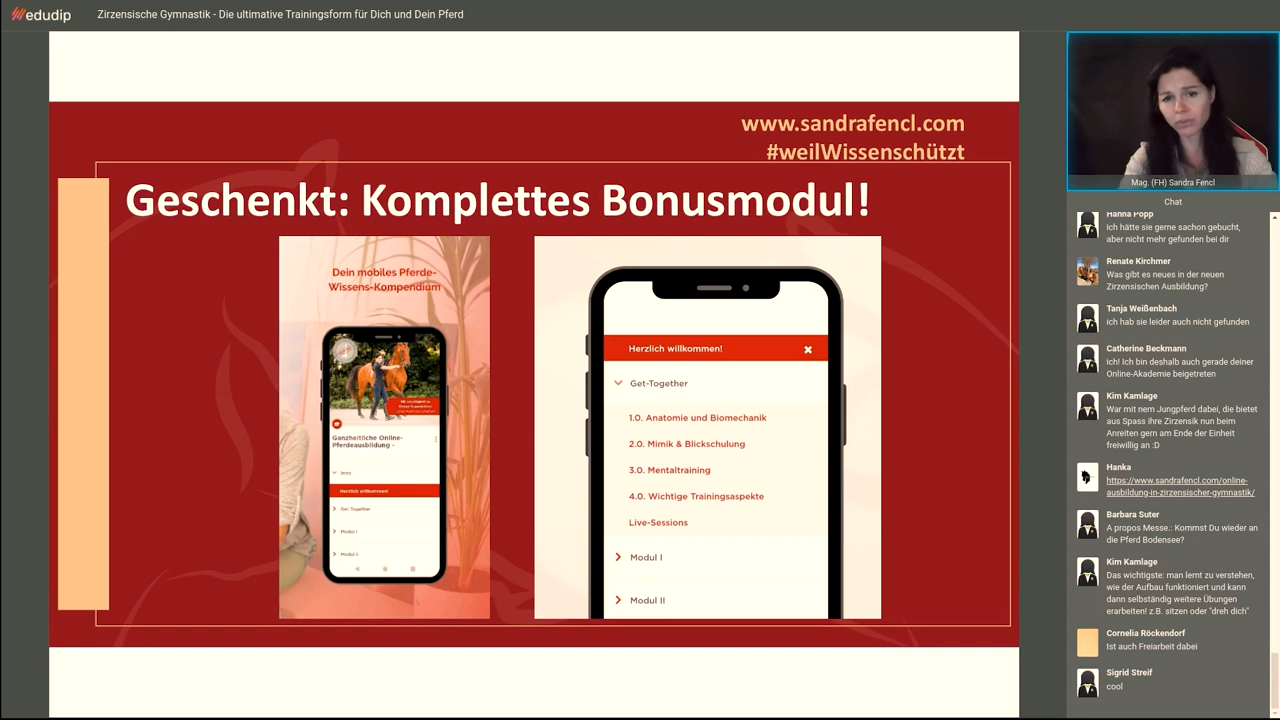 edudip
Zirzensische Gymnastik - Die ultimative Trainingsform für Dich und Dein Pferd
www.sandrafencl.com
#weilWissenschützt
Geschenkt: Komplettes Bonusmodul!
Dein mobiles Pferde-
Wissens-Kompendium
Ganzheitliche Online-
Pferdeausbildung -
Intro
Herzlich willkommen!
Get-Together
Modul I
Modul II
Herzlich willkommen!
Get-Together
1.0. Anatomie und Biomechanik
2.0. Mimik & Blickschulung
3.0. Mentaltraining
4.0. Wichtige Trainingsaspekte
Live-Sessions
Modul I
Modul II
Mag. (FH) Sandra Fencl
Chat
Hanna Popp
ich hätte sie gerne sachon gebucht,
aber nicht mehr gefunden bei dir
Renate Kirchmer
Was gibt es neues in der neuen
Zirzensischen Ausbildung?
Tanja Weißenbach
ich hab sie leider auch nicht gefunden
Catherine Beckmann
ich! Ich bin deshalb auch gerade deiner
Online-Akademie beigetreten
Kim Kamlage
War mit nem Jungpferd dabei, die bietet
aus Spass ihre Zirzensik nun beim
Anreiten gern am Ende der Einheit
freiwillig an :D
Hanka
https://www.sandrafencl.com/online-
ausbildung-in-zirzensischer-gymnastik/
Barbara Suter
A propos Messe.: Kommst Du wieder an
die Pferd Bodensee?
Kim Kamlage
Das wichtigste: man lernt zu verstehen,
wie der Aufbau funktioniert und kann
dann selbständig weitere Übungen
erarbeiten! z.B. sitzen oder "dreh dich"
Cornelia Röckendorf
Ist auch Freiarbeit dabei
Sigrid Streif
cool